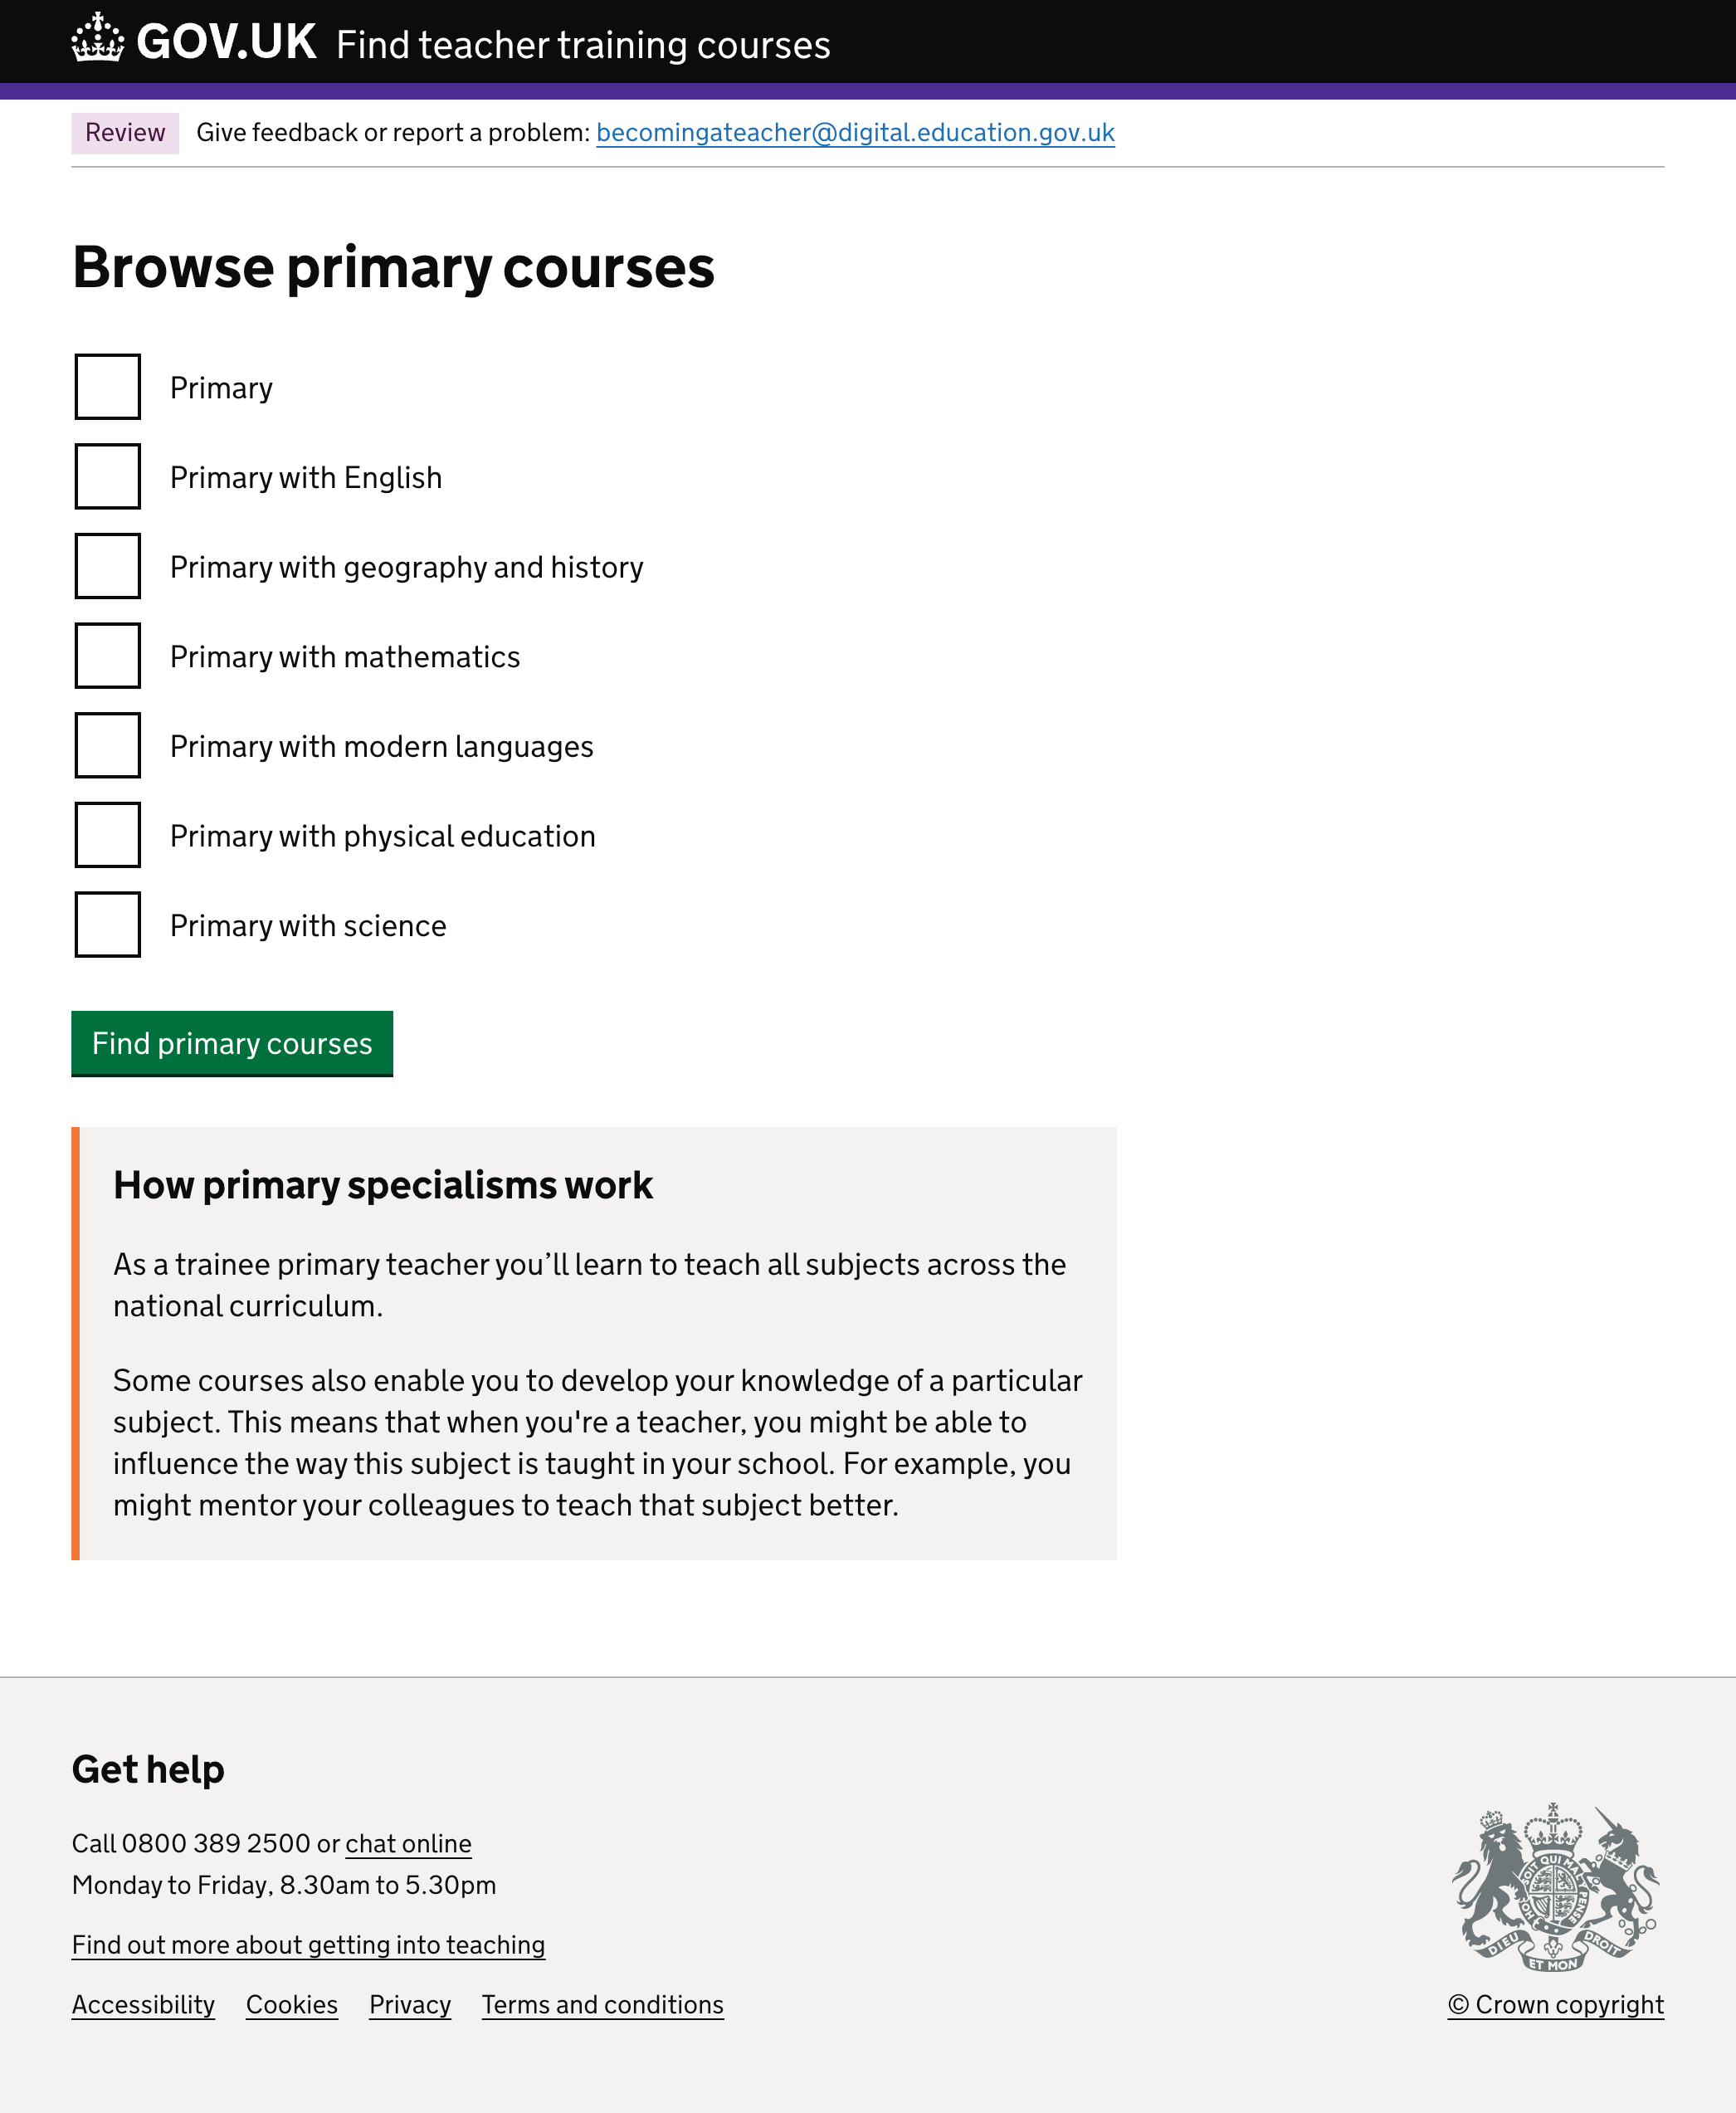 GOV.UK Find teacher training courses
Review Give feedback or report a problem: becomingateacher@digital.education.gov.uk
Browse primary courses
Primary
Primary with English
Primary with geography and history
Primary with mathematics
Primary with modern languages
Primary with physical education
Primary with science
Find primary courses
How primary specialisms work
As a trainee primary teacher you’ll learn to teach all subjects across the
national curriculum.
Some courses also enable you to develop your knowledge of a particular
subject. This means that when you're a teacher, you might be able to
influence the way this subject is taught in your school. For example, you
might mentor your colleagues to teach that subject better.
Get help
Call 0800 389 2500 or chat online
Monday to Friday, 8.30am to 5.30pm
Find out more about getting into teaching
Accessibility Cookies Privacy Terms and conditions
DIEU ET MON DROIT
© Crown copyright